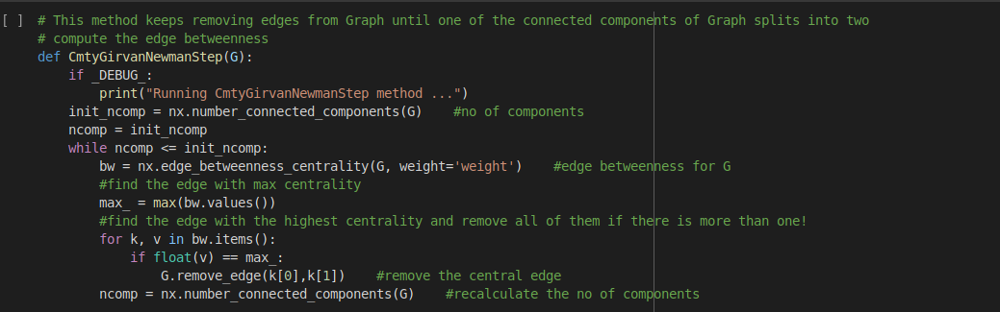 [ ] # This method keeps removing edges from Graph until one of the connected components of Graph splits into two
# compute the edge betweenness
def CmtyGirvanNewmanStep(G):
    if _DEBUG_:
        print("Running CmtyGirvanNewmanStep method ...")
    init_ncomp = nx.number_connected_components(G)    #no of components
    ncomp = init_ncomp
    while ncomp <= init_ncomp:
        bw = nx.edge_betweenness_centrality(G, weight='weight')    #edge betweenness for G
        #find the edge with max centrality
        max_ = max(bw.values())
        #find the edge with the highest centrality and remove all of them if there is more than one!
        for k, v in bw.items():
            if float(v) == max_:
                G.remove_edge(k[0],k[1])    #remove the central edge
        ncomp = nx.number_connected_components(G)    #recalculate the no of components